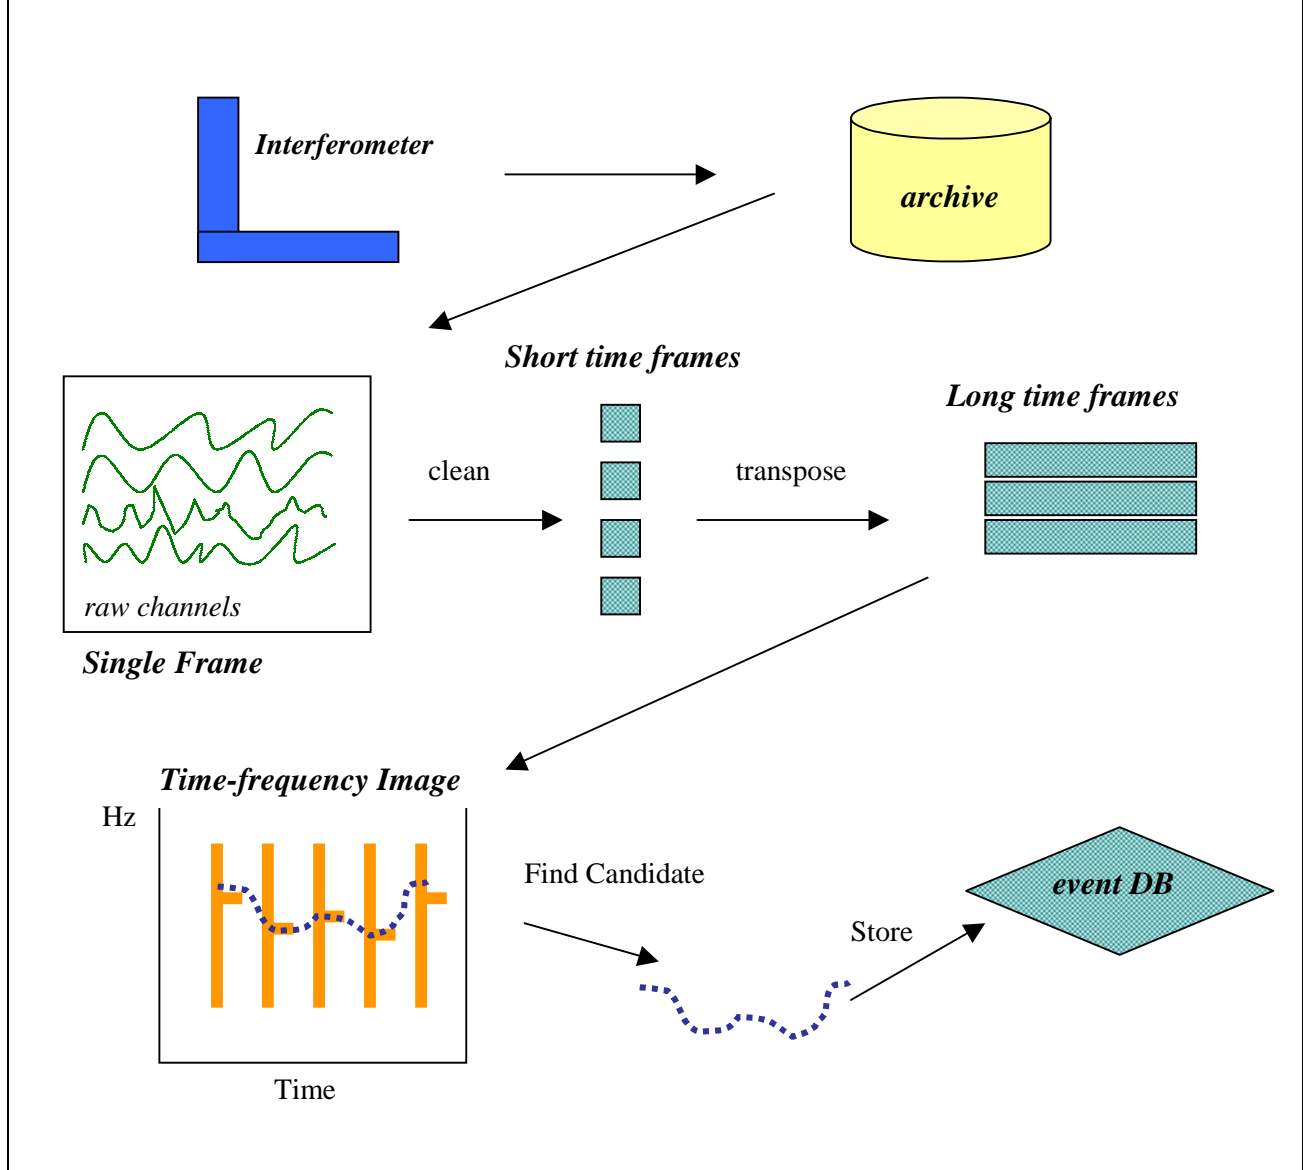 Interferometer
archive
Short time frames
Long time frames
clean
transpose
raw channels
Single Frame
Time-frequency Image
Hz
Find Candidate
event DB
Store
Time